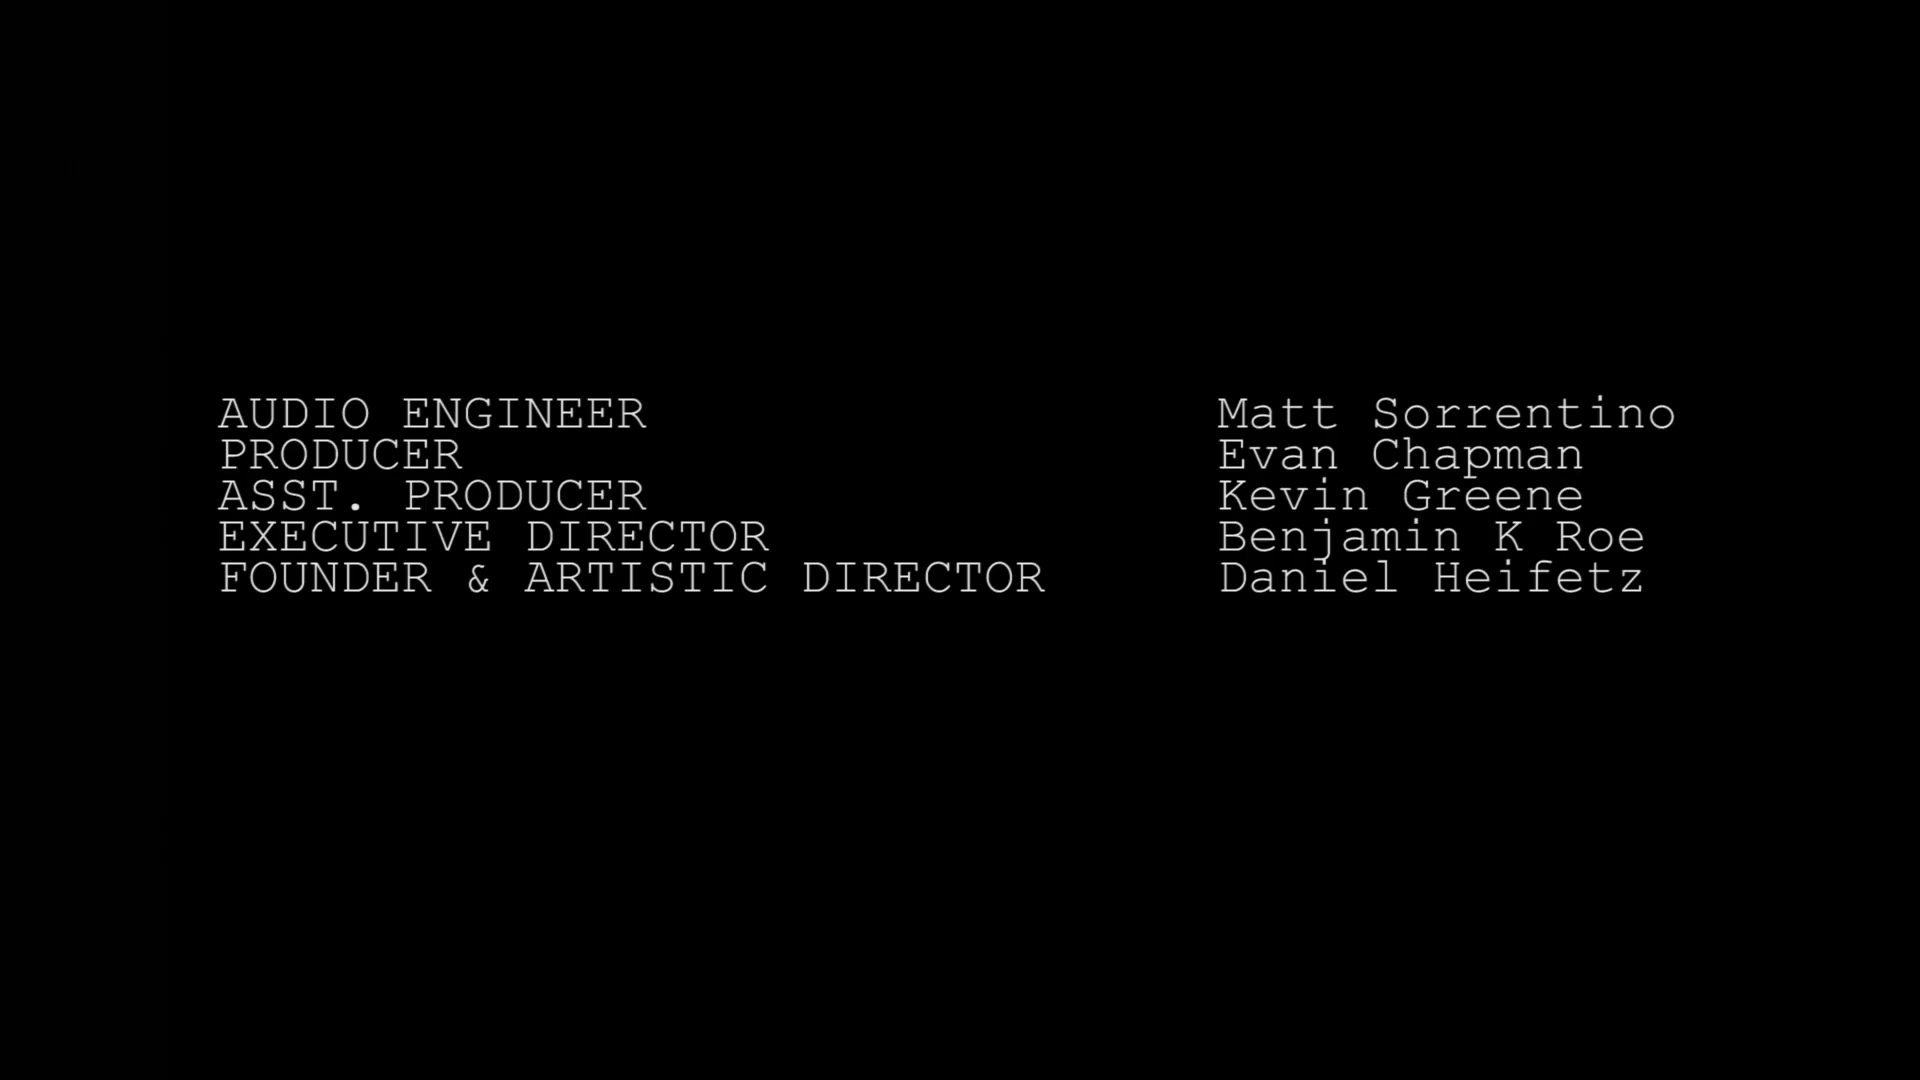 AUDIO ENGINEER Matt Sorrentino
PRODUCER Evan Chapman
ASST. PRODUCER Kevin Greene
EXECUTIVE DIRECTOR Benjamin K Roe
FOUNDER & ARTISTIC DIRECTOR Daniel Heifetz